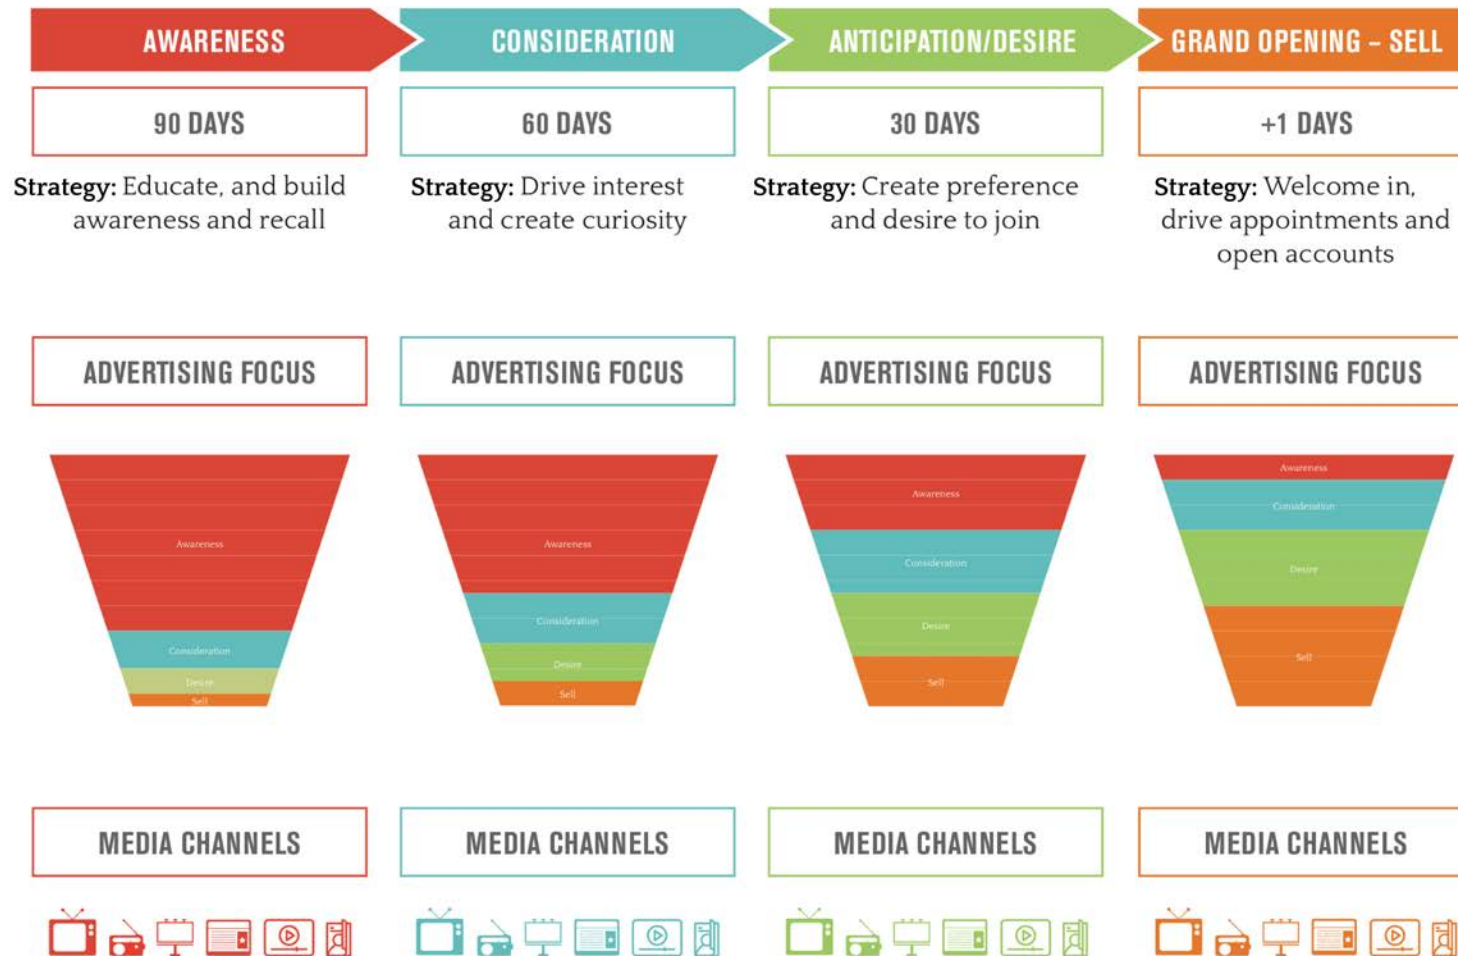 AWARENESS
CONSIDERATION
ANTICIPATION/DESIRE
GRAND OPENING – SELL
90 DAYS
60 DAYS
30 DAYS
+1 DAYS
Strategy: Educate, and build
awareness and recall
Strategy: Drive interest
and create curiosity
Strategy: Create preference
and desire to join
Strategy: Welcome in,
drive appointments and
open accounts
ADVERTISING FOCUS
ADVERTISING FOCUS
ADVERTISING FOCUS
ADVERTISING FOCUS
Awareness
Consideration
Desire
Sell
Awareness
Consideration
Desire
Sell
Awareness
Consideration
Desire
Sell
Awareness
Consideration
Desire
Sell
MEDIA CHANNELS
MEDIA CHANNELS
MEDIA CHANNELS
MEDIA CHANNELS